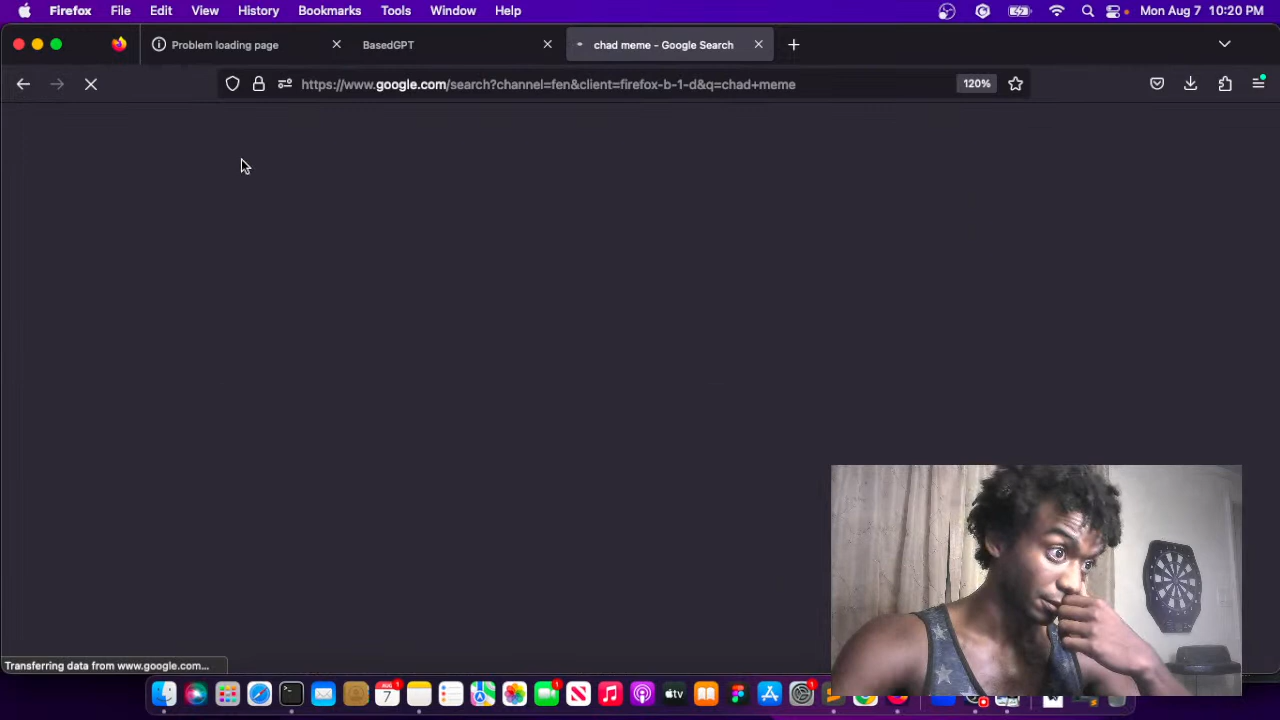 Firefox File Edit View History Bookmarks Tools Window Help Mon Aug 7 10:20 PM
Problem loading page BasedGPT chad meme - Google Search
https://www.google.com/search?channel=fen&client=firefox-b-1-d&q=chad+meme 120%
Transferring data from www.google.com...